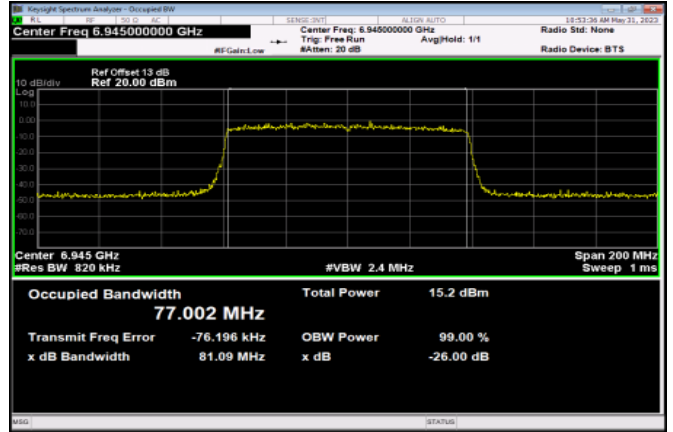 Keysight Spectrum Analyzer - Occupied BW
RL RF 50 Ω AC SENSE:INT ALIGN AUTO 10:53:36 AM May 31, 2023
Center Freq 6.945000000 GHz Center Freq: 6.945000000 GHz Radio Std: None
Trig: Free Run Avg|Hold: 1/1
#IFGain:Low #Atten: 20 dB Radio Device: BTS
Ref Offset 13 dB
10 dB/div Ref 20.00 dBm
Log
10.0
0.00
-10.0
-20.0
-30.0
-40.0
-50.0
-60.0
-70.0
Center 6.945 GHz Span 200 MHz
#Res BW 820 kHz #VBW 2.4 MHz Sweep 1 ms
Occupied Bandwidth Total Power 15.2 dBm
77.002 MHz
Transmit Freq Error -76.196 kHz OBW Power 99.00 %
x dB Bandwidth 81.09 MHz x dB -26.00 dB
MSG STATUS